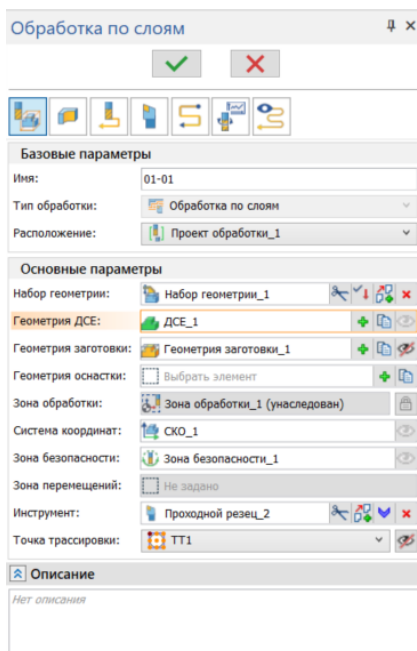 Обработка по слоям
Базовые параметры
Имя: 01-01
Тип обработки: Обработка по слоям
Расположение: Проект обработки_1
Основные параметры
Набор геометрии: Набор геометрии_1
Геометрия ДСЕ: ДСЕ_1
Геометрия заготовки: Геометрия заготовки_1
Геометрия оснастки: Выбрать элемент
Зона обработки: Зона обработки_1 (унаследован)
Система координат: СКО_1
Зона безопасности: Зона безопасности_1
Зона перемещений: Не задано
Инструмент: Проходной резец_2
Точка трассировки: ТТ1
Описание
Нет описания